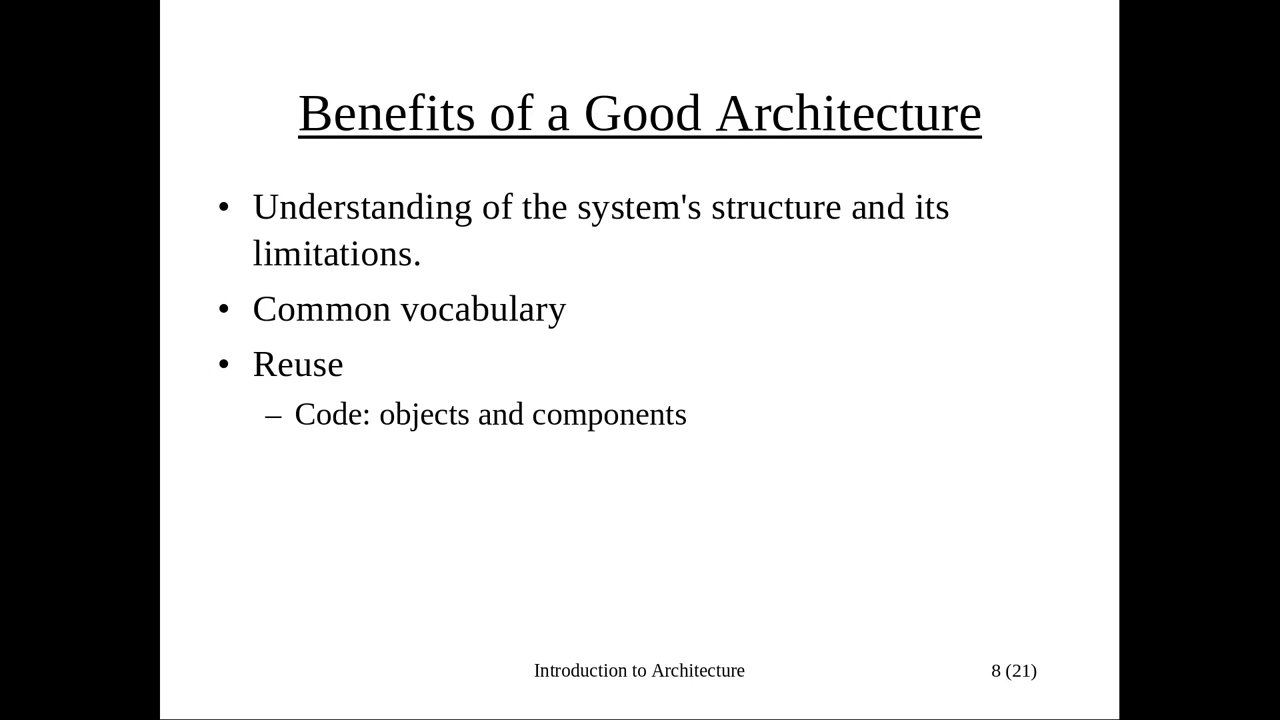 Benefits of a Good Architecture
• Understanding of the system's structure and its
limitations.
• Common vocabulary
• Reuse
– Code: objects and components
Introduction to Architecture
8 (21)